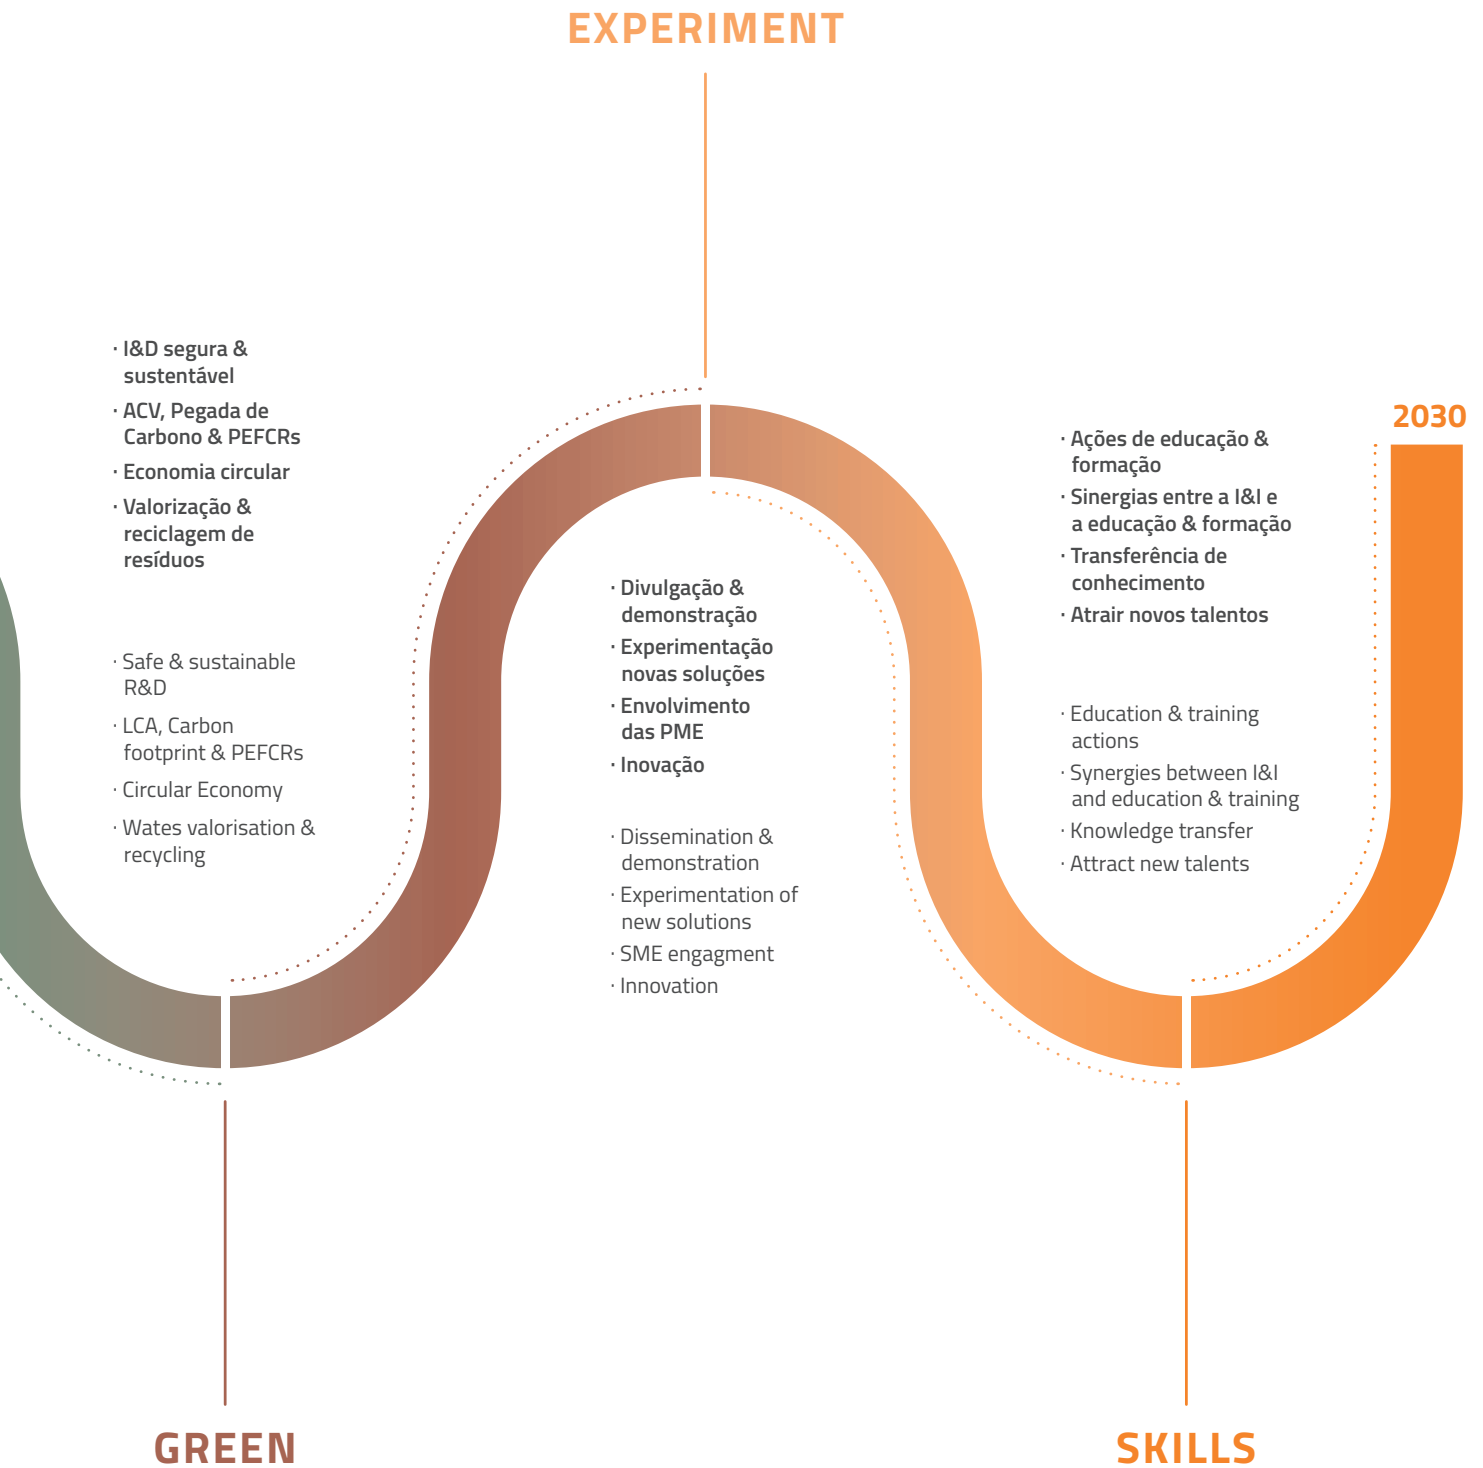 EXPERIMENT
· I&D segura &
sustentável
· ACV, Pegada de
Carbono & PEFCRs
· Economia circular
· Valorização &
reciclagem de
resíduos
· Safe & sustainable
R&D
· LCA, Carbon
footprint & PEFCRs
· Circular Economy
· Wates valorisation &
recycling
· Divulgação &
demonstração
· Experimentação
novas soluções
· Envolvimento
das PME
· Inovação
· Dissemination &
demonstration
· Experimentation of
new solutions
· SME engagment
· Innovation
2030
· Ações de educação &
formação
· Sinergias entre a I&I e
a educação & formação
· Transferência de
conhecimento
· Atrair novos talentos
· Education & training
actions
· Synergies between I&I
and education & training
· Knowledge transfer
· Attract new talents
GREEN
SKILLS